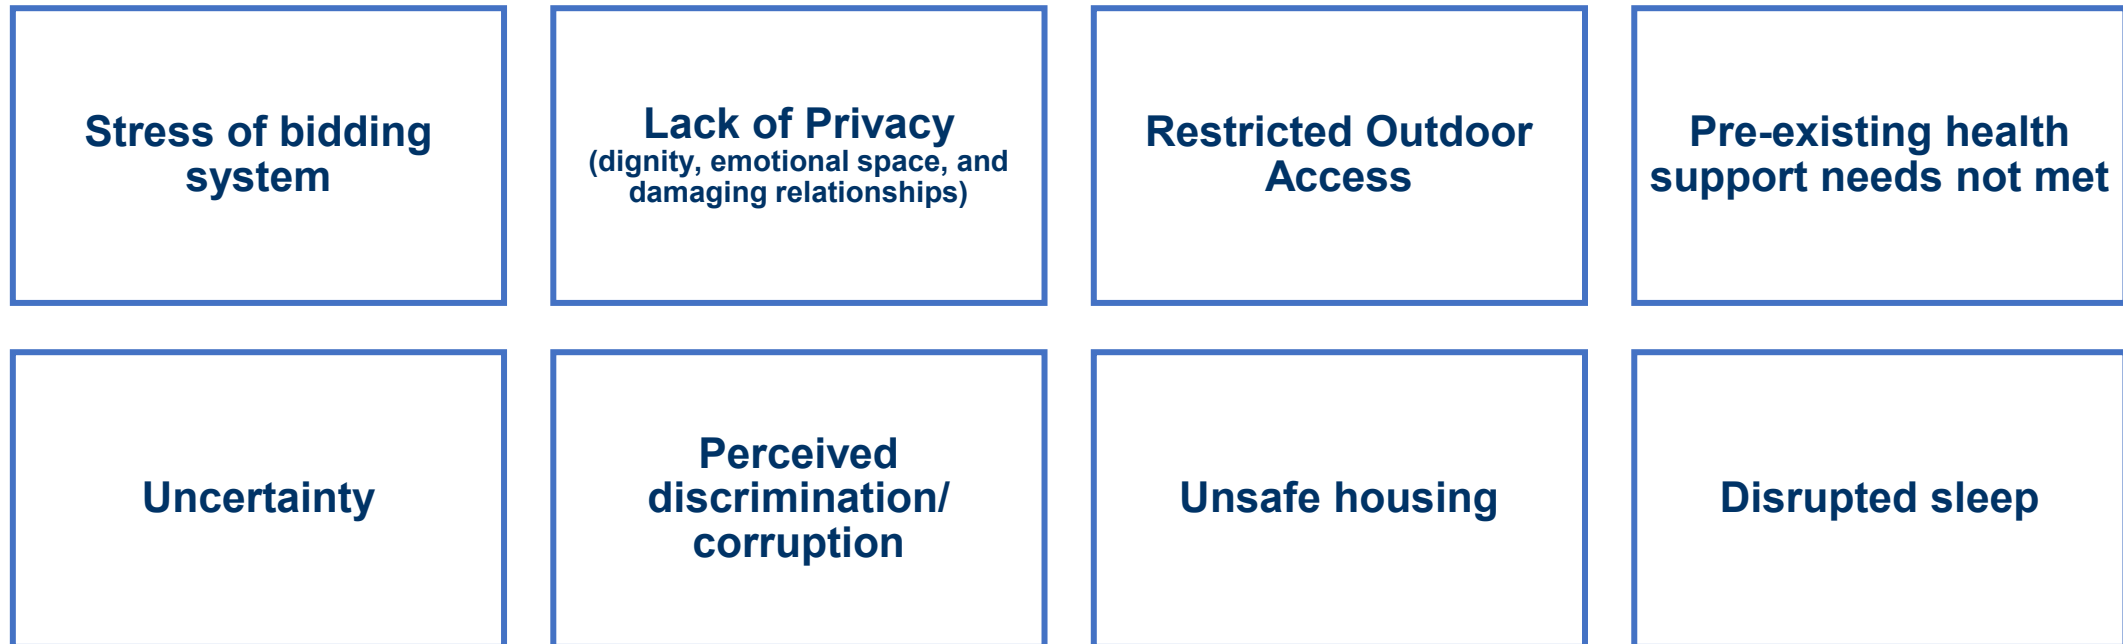 Stress of bidding
system
Lack of Privacy
(dignity, emotional space, and
damaging relationships)
Restricted Outdoor
Access
Pre-existing health
support needs not met
Uncertainty
Perceived
discrimination/
corruption
Unsafe housing
Disrupted sleep